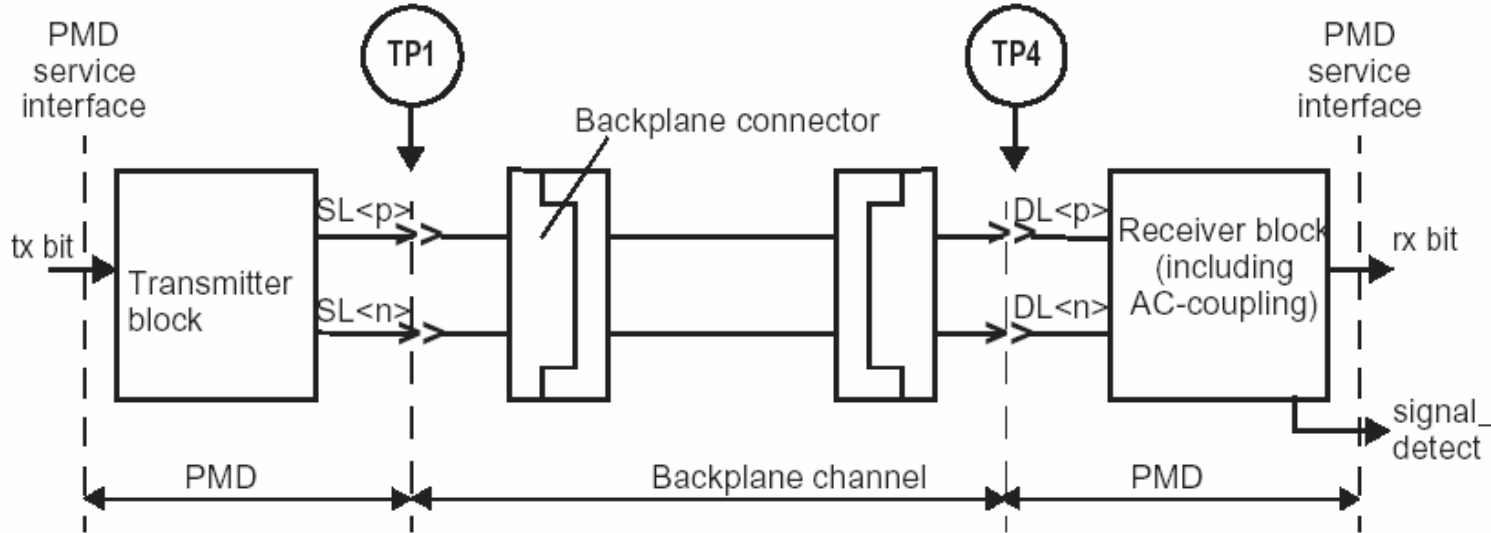 PMD
service
interface
TP1
TP4
PMD
service
interface
Backplane connector
SL<p>
DL<p>
tx bit
Transmitter
block
Receiver block
(including
AC-coupling)
rx bit
SL<n>
DL<n>
signal_
detect
PMD
Backplane channel
PMD